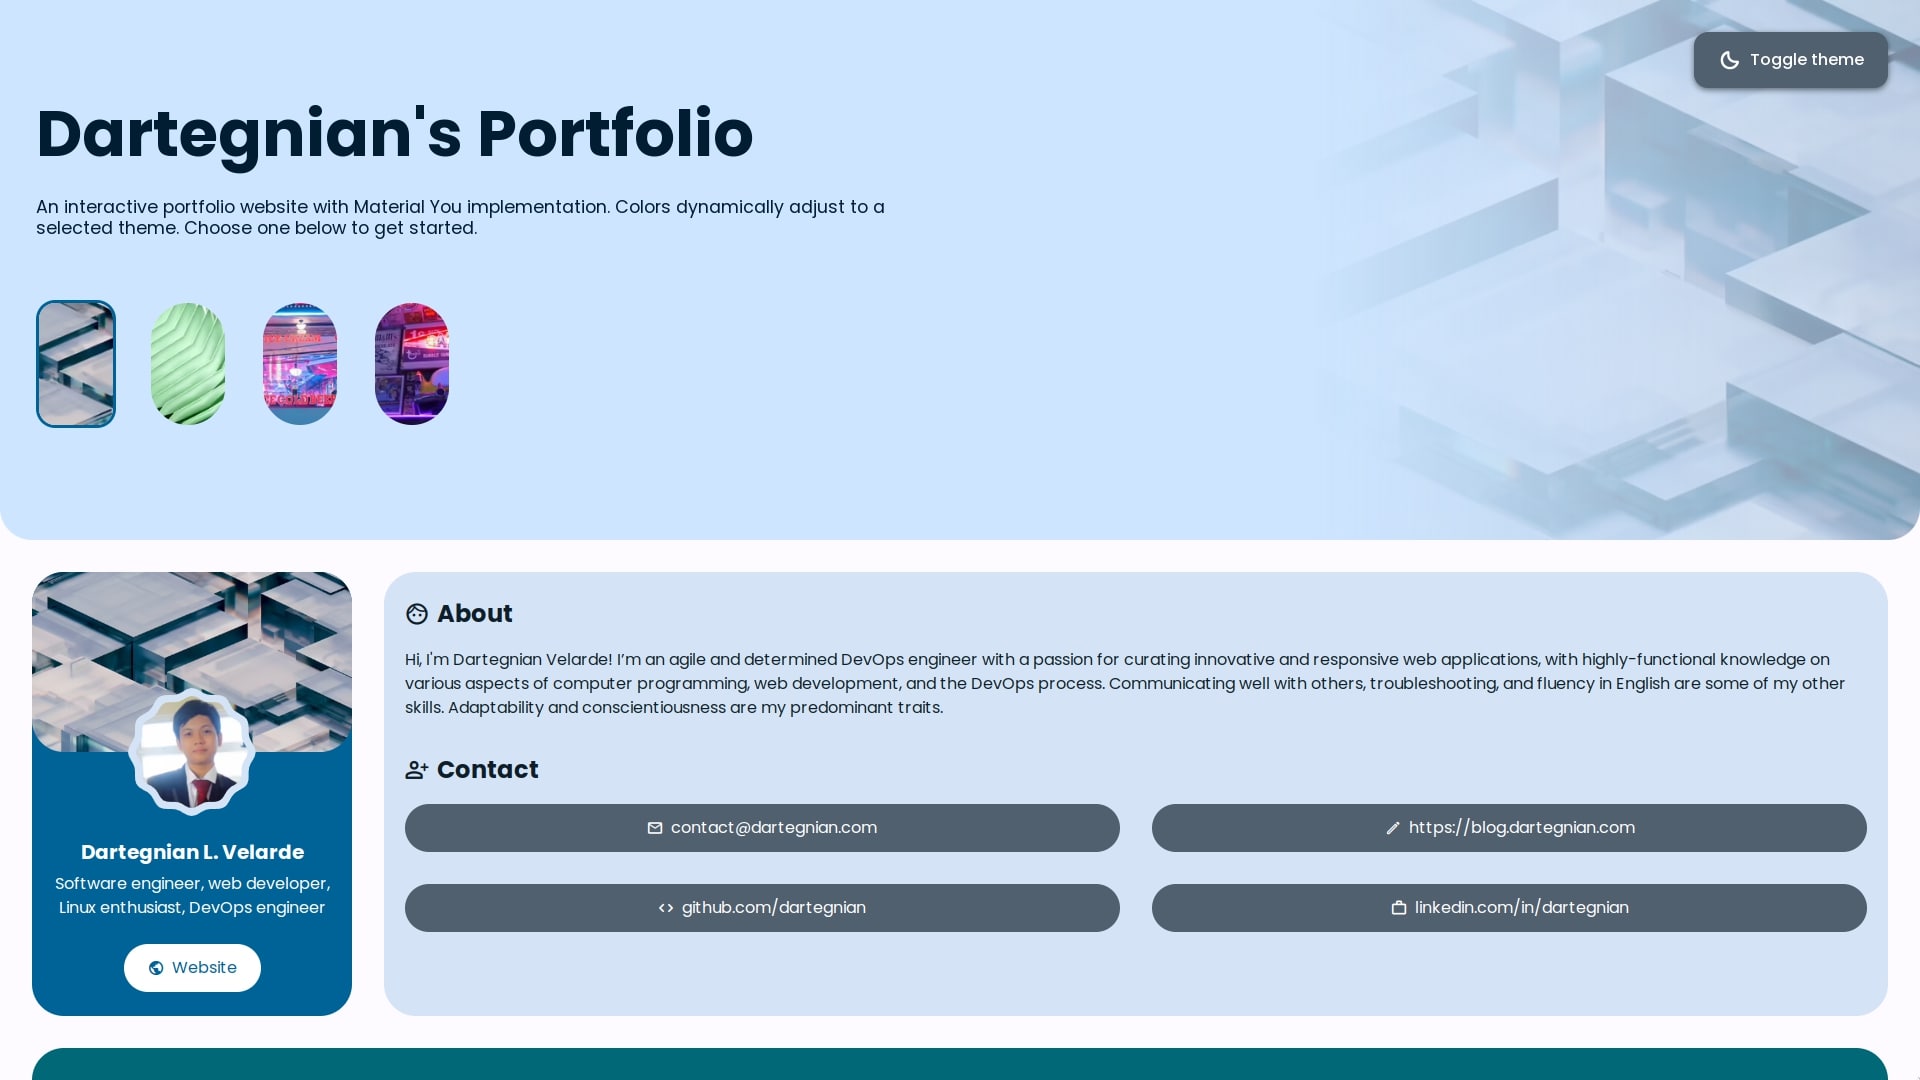 Toggle theme
Dartegnian's Portfolio
An interactive portfolio website with Material You implementation. Colors dynamically adjust to a
selected theme. Choose one below to get started.
About
Hi, I'm Dartegnian Velarde! I’m an agile and determined DevOps engineer with a passion for curating innovative and responsive web applications, with highly-functional knowledge on
various aspects of computer programming, web development, and the DevOps process. Communicating well with others, troubleshooting, and fluency in English are some of my other
skills. Adaptability and conscientiousness are my predominant traits.
Contact
contact@dartegnian.com
https://blog.dartegnian.com
github.com/dartegnian
linkedin.com/in/dartegnian
Dartegnian L. Velarde
Software engineer, web developer,
Linux enthusiast, DevOps engineer
Website